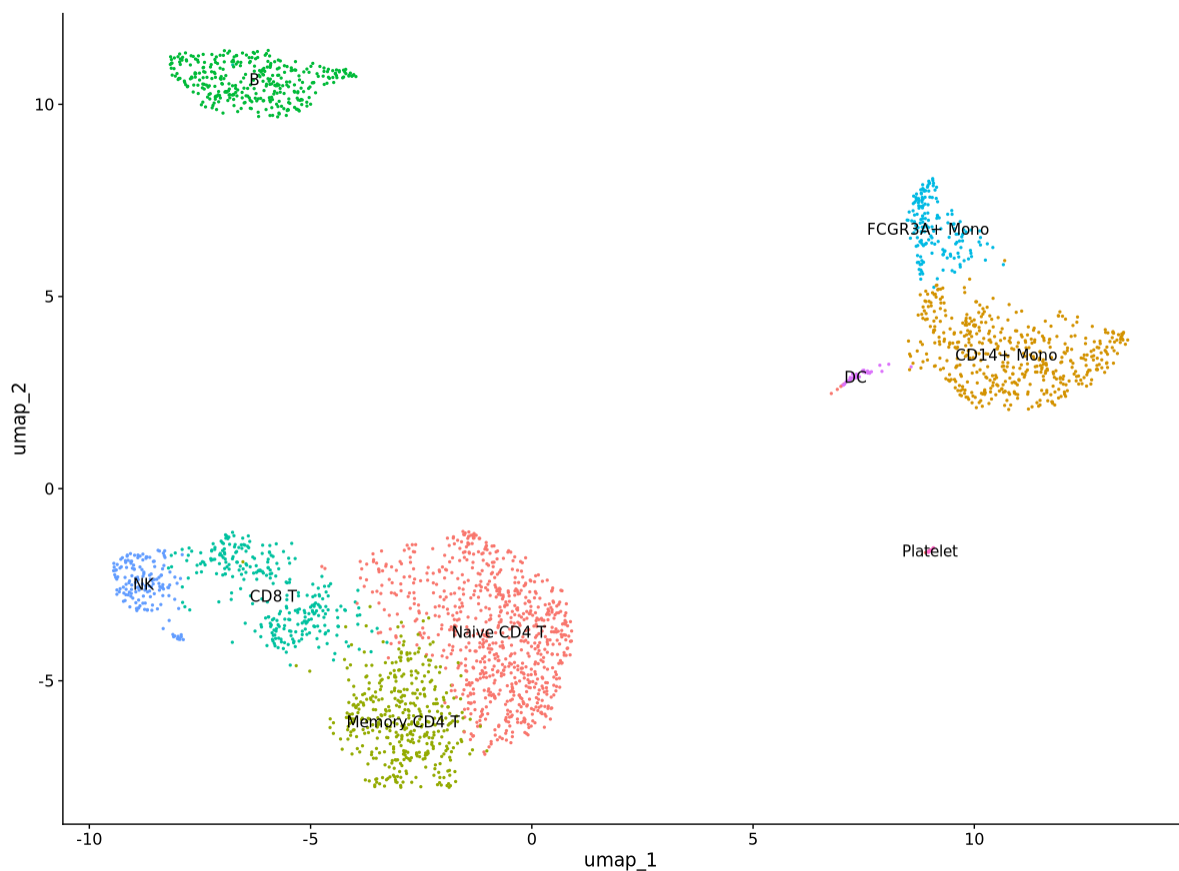 B
10
FCGR3A+ Mono
5
CD14+ Mono
DC
umap_2
0
Platelet
NK
CD8 T
Naive CD4 T
-5
Memory CD4 T
-10
-5
0
5
10
umap_1